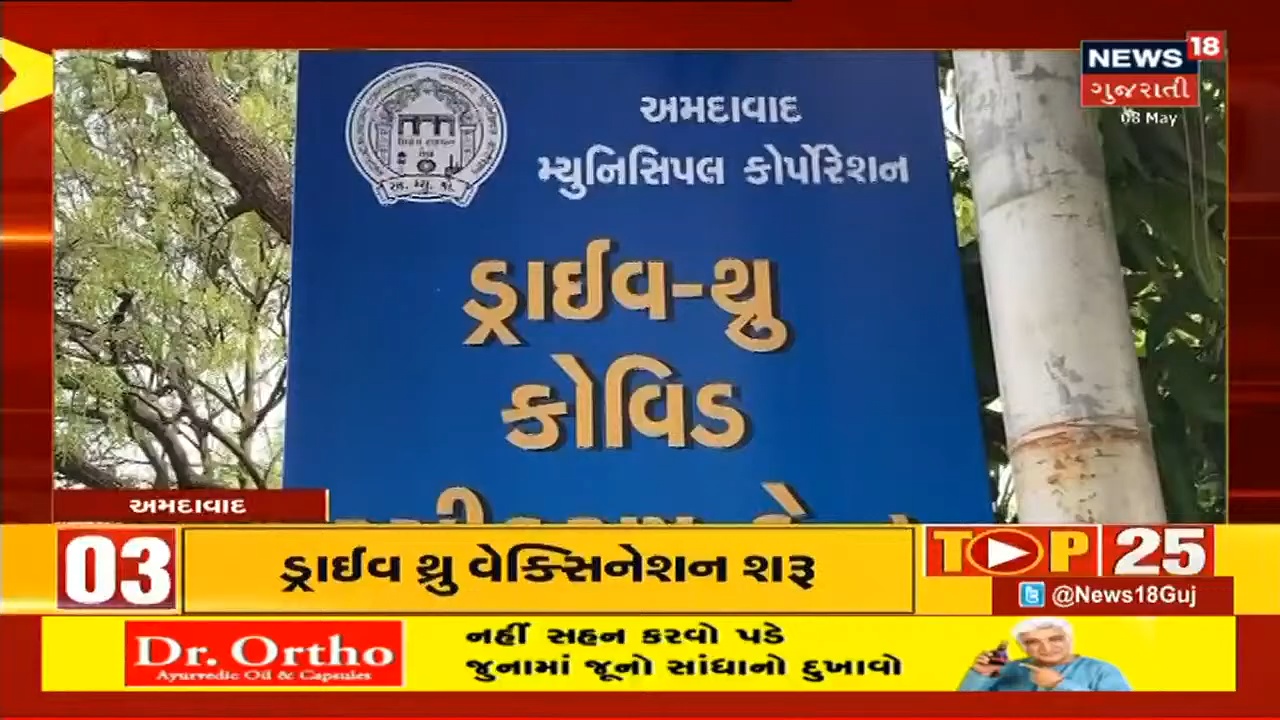 NEWS 18
ગુજરાતી
08 May
અમદાવાદ
મ્યુનિસિપલ કોર્પોરેશન
અ. મ્યુ. કો.
ડ્રાઈવ-થ્રુ
કોવિડ
અમદાવાદ
03
ડ્રાઈવ થ્રુ વેક્સિનેશન શરૂ
TOP 25
@News18Guj
Dr. Ortho
Ayurvedic Oil & Capsules
નહીં સહન કરવો પડે
જુનામાં જૂનો સાંધાનો દુખાવો